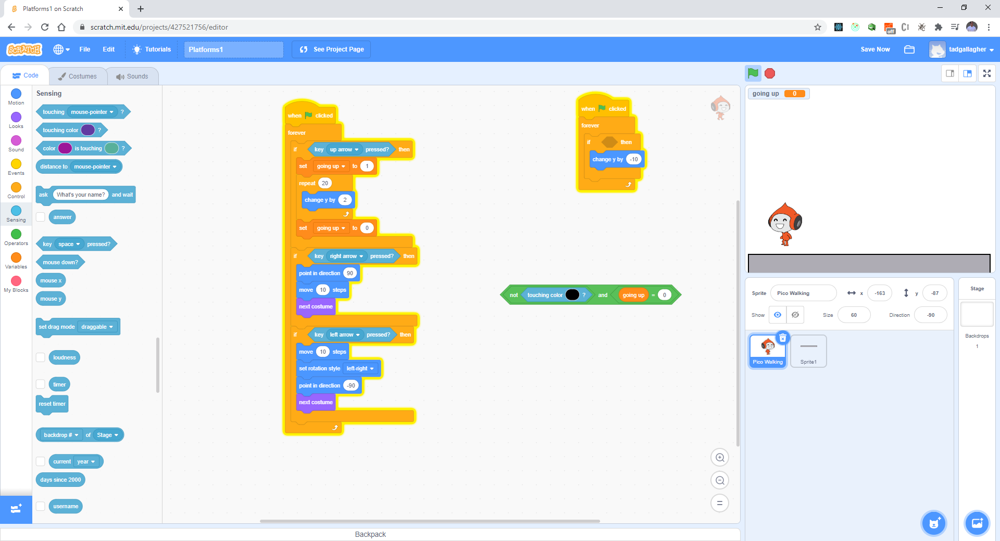 Platforms1 on Scratch
scratch.mit.edu/projects/427521756/editor
off
SCRATCH
File
Edit
Tutorials
Platforms1
See Project Page
Save Now
tadgallagher
Code
Costumes
Sounds
Motion
Looks
Sound
Events
Control
Sensing
Operators
Variables
My Blocks
Sensing
touching mouse-pointer ?
touching color ?
color is touching ?
distance to mouse-pointer
ask What's your name? and wait
answer
key space pressed?
mouse down?
mouse x
mouse y
set drag mode draggable
loudness
timer
reset timer
backdrop # of Stage
current year
days since 2000
username
when clicked
forever
if key up arrow pressed? then
set going up to 1
repeat 20
change y by 2
set going up to 0
if key right arrow pressed? then
point in direction 90
move 10 steps
next costume
if key left arrow pressed? then
move 10 steps
set rotation style left-right
point in direction -90
next costume
when clicked
forever
if then
change y by -10
not touching color ? and going up = 0
going up 0
Sprite Pico Walking x -163 y -87
Show Size 60 Direction -90
Pico Walking
Sprite1
Stage
Backdrops
1
Backpack